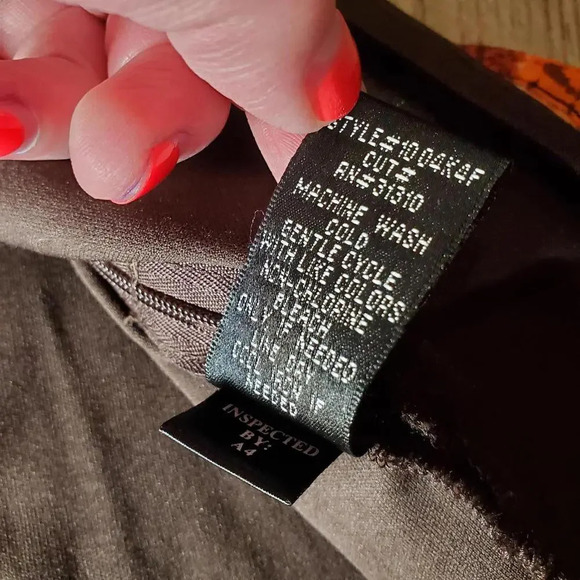 STYLE#1004K4F
CUT#
RN#31310
MACHINE WASH
COLD
GENTLE CYCLE
WITH LIKE COLORS
NON-CHLORINE
BLEACH
ONLY IF NEEDED
LINE DRY
COOL IRON IF
NEEDED
INSPECTED
BY:
A4